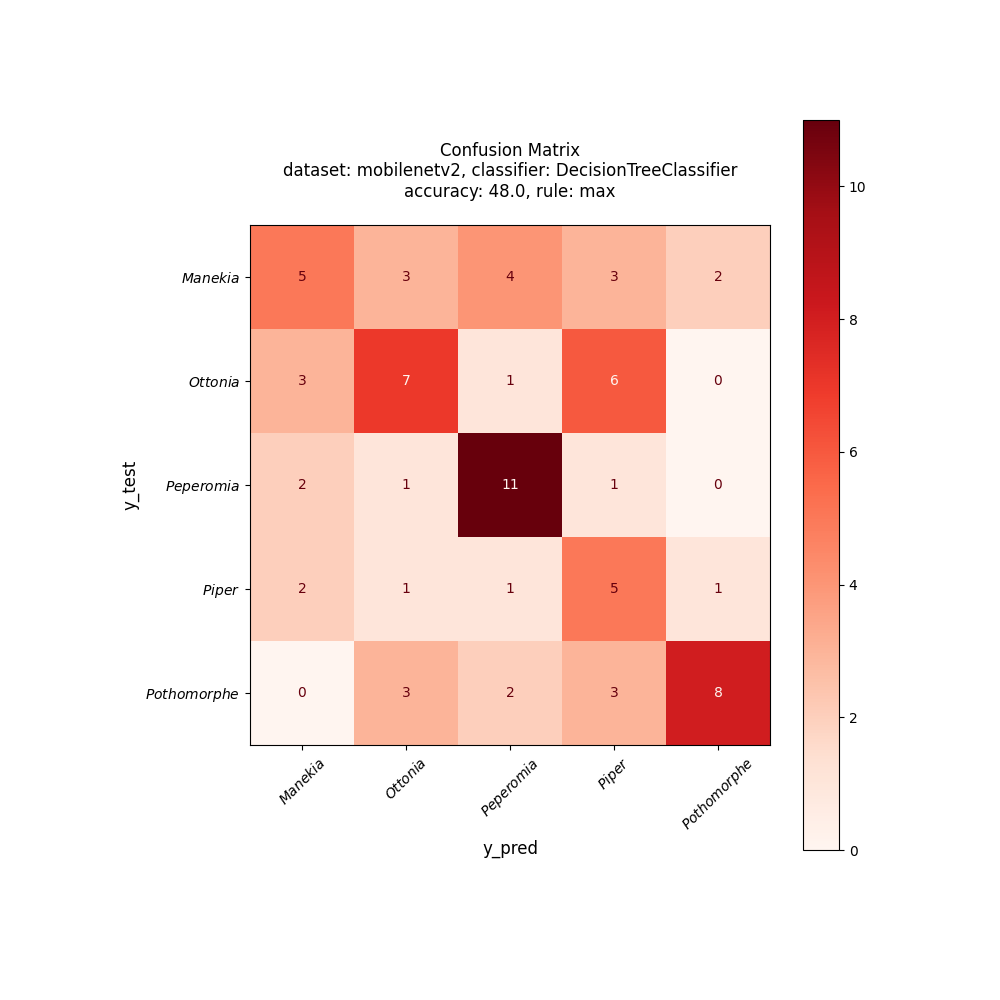 Confusion Matrix
dataset: mobilenetv2, classifier: DecisionTreeClassifier
accuracy: 48.0, rule: max
Manekia 5 3 4 3 2
Ottonia 3 7 1 6 0
Peperomia 2 1 11 1 0
Piper 2 1 1 5 1
Pothomorphe 0 3 2 3 8
y_test
Manekia Ottonia Peperomia Piper Pothomorphe
y_pred
10
8
6
4
2
0